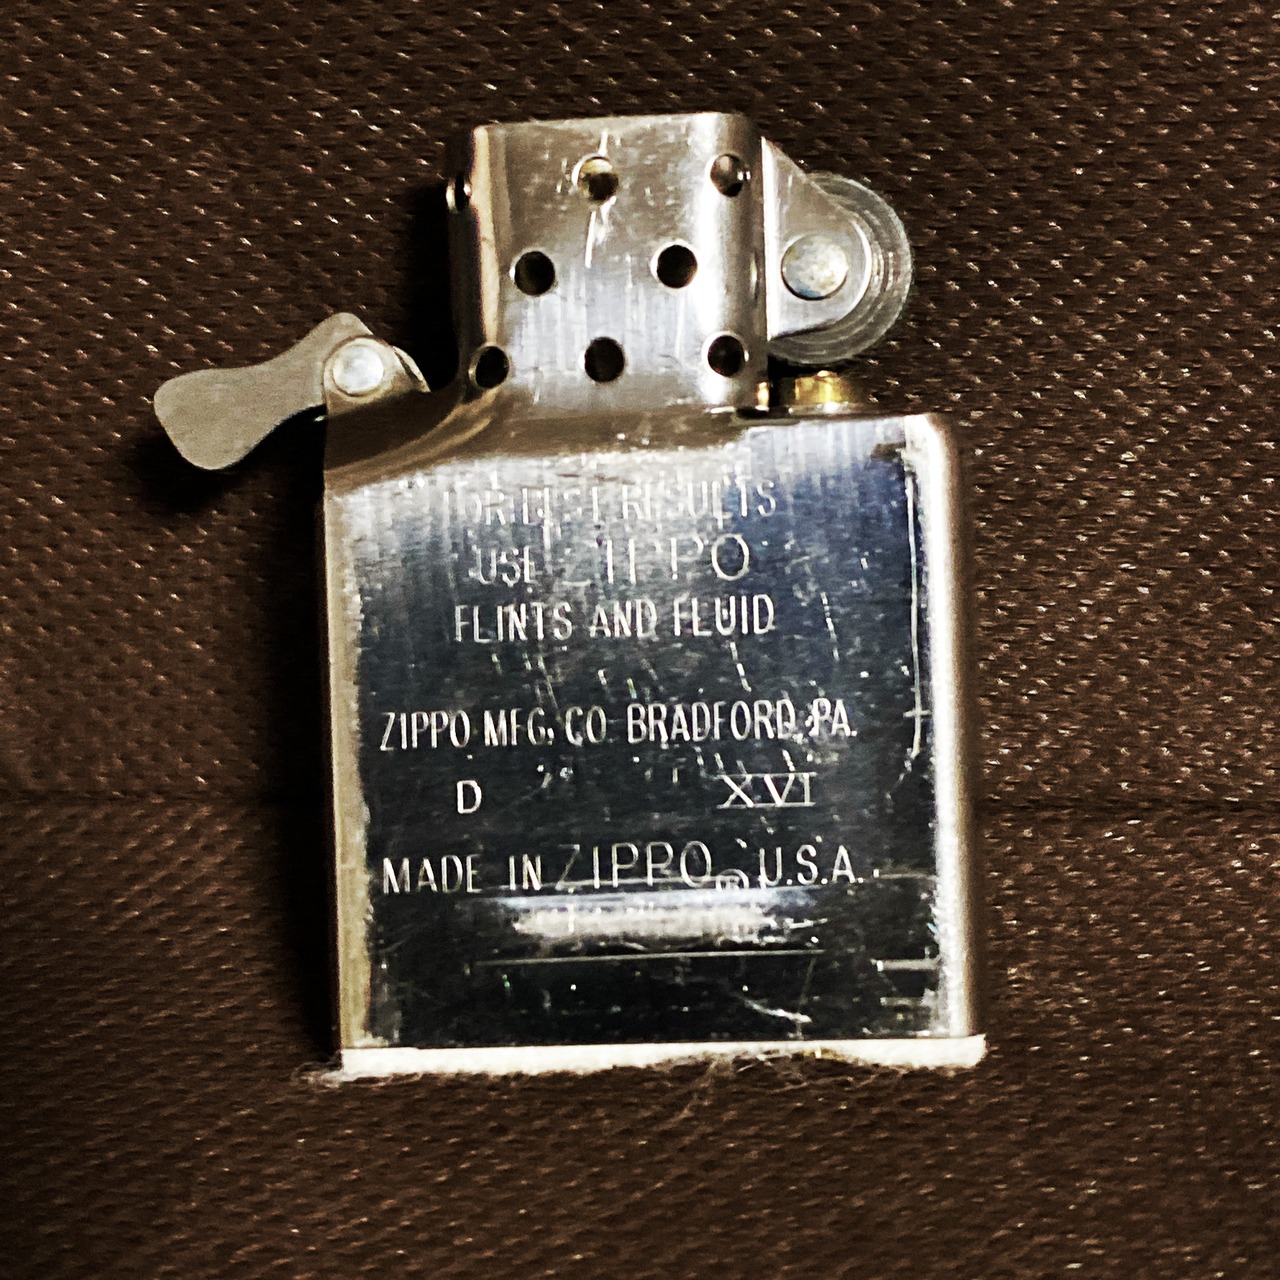 FOR BEST RESULTS
USE ZIPPO
FLINTS AND FLUID
ZIPPO MFG. CO. BRADFORD, PA.
D XVI
MADE IN ZIPPO® U.S.A.